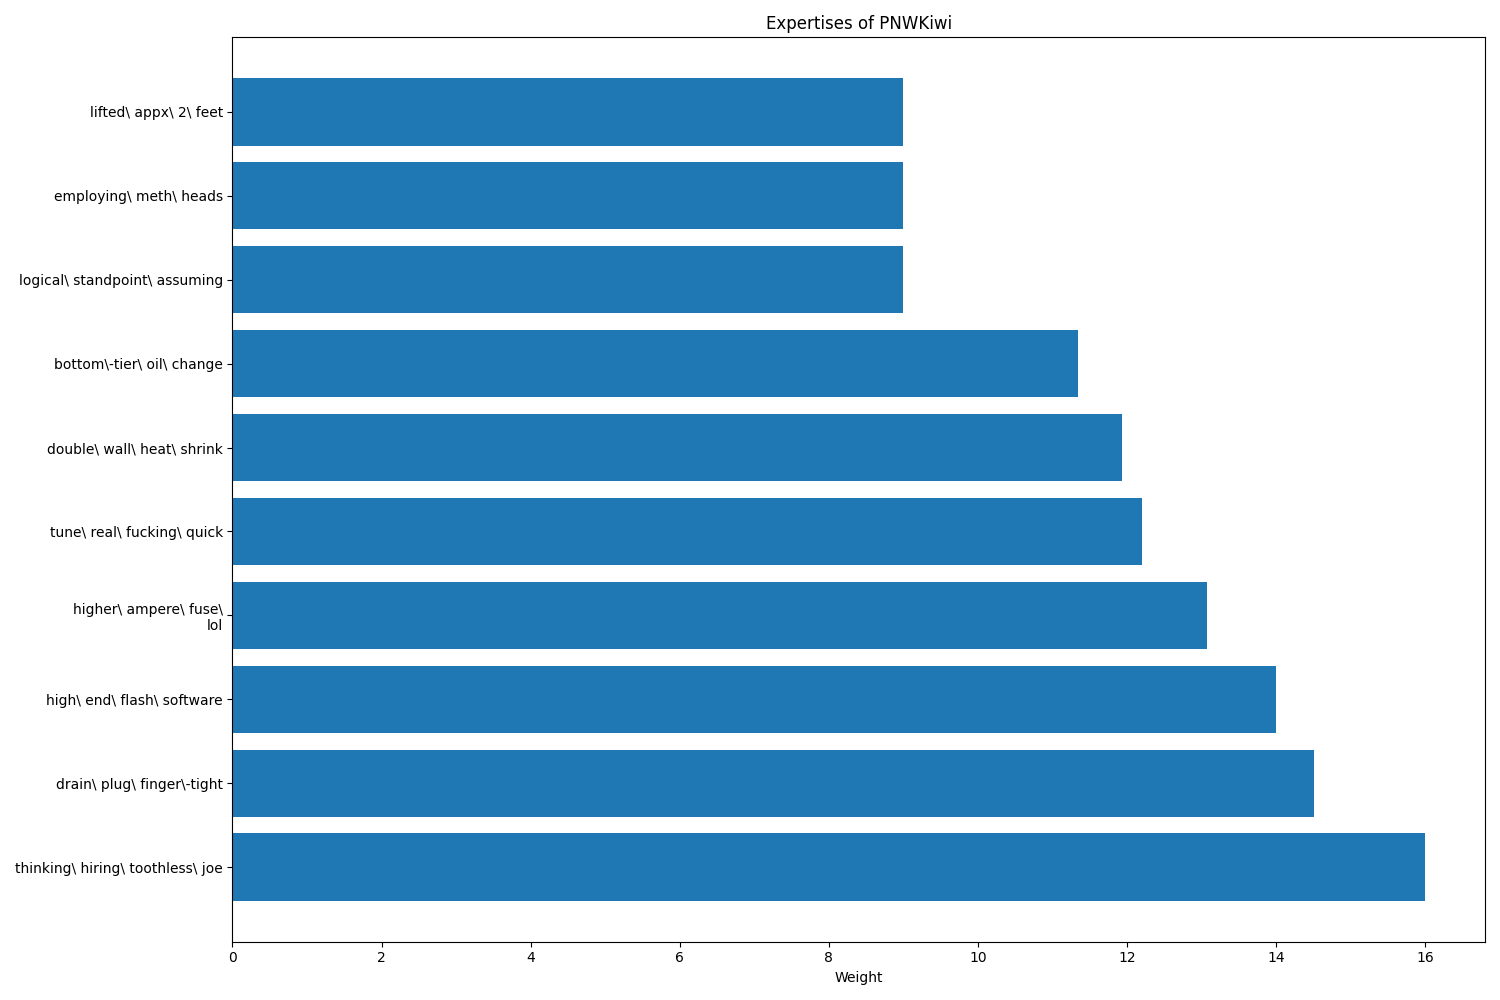 Expertises of PNWKiwi
lifted\ appx\ 2\ feet
employing\ meth\ heads
logical\ standpoint\ assuming
bottom\-tier\ oil\ change
double\ wall\ heat\ shrink
tune\ real\ fucking\ quick
higher\ ampere\ fuse\
lol
high\ end\ flash\ software
drain\ plug\ finger\-tight
thinking\ hiring\ toothless\ joe
0 2 4 6 8 10 12 14 16
Weight